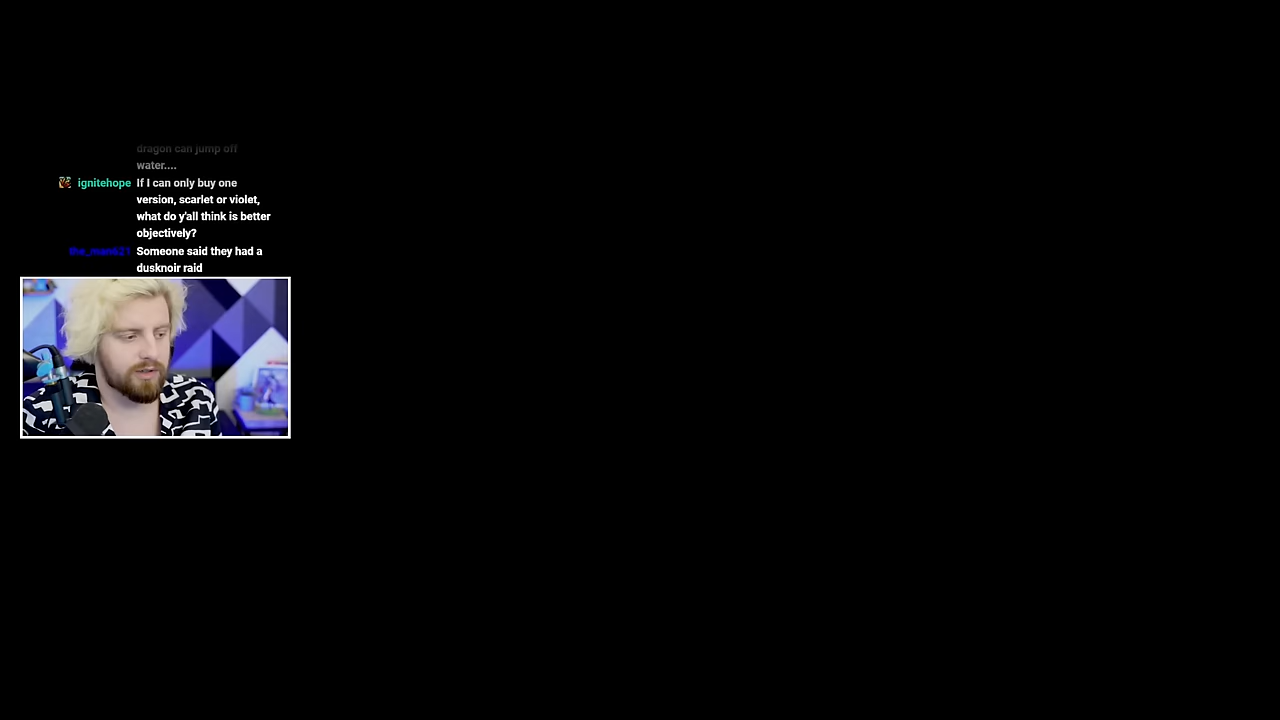 dragon can jump off
water....
ignitehope If I can only buy one
version, scarlet or violet,
what do y'all think is better
objectively?
the_man621 Someone said they had a
dusknoir raid